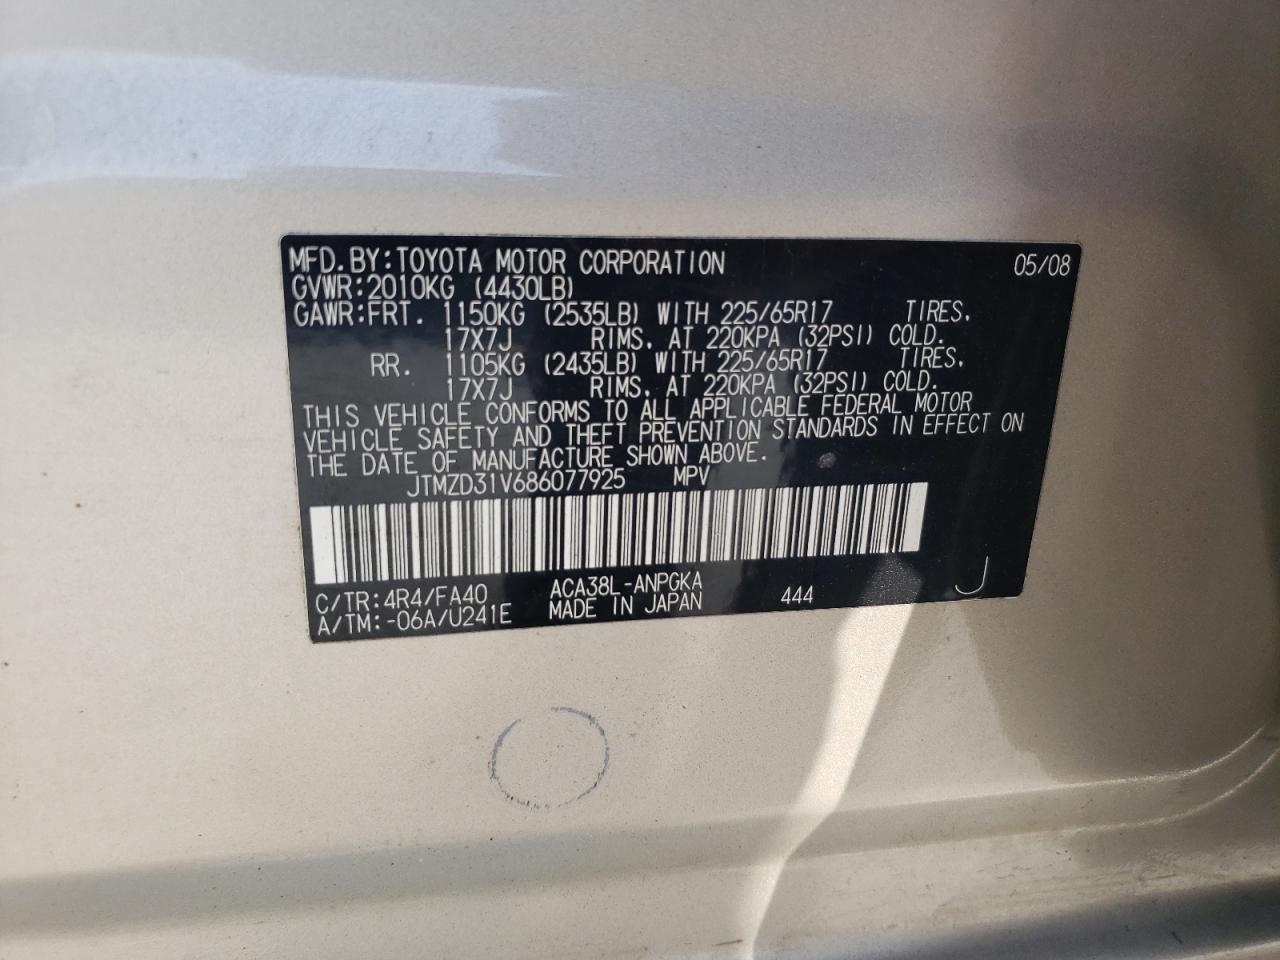 MFD. BY: TOYOTA MOTOR CORPORATION 05/08
GVWR: 2010KG (4430LB)
GAWR: FRT. 1150KG (2535LB) WITH 225/65R17 TIRES,
17X7J RIMS, AT 220KPA (32PSI) COLD.
RR. 1105KG (2435LB) WITH 225/65R17 TIRES,
17X7J RIMS, AT 220KPA (32PSI) COLD.
THIS VEHICLE CONFORMS TO ALL APPLICABLE FEDERAL MOTOR
VEHICLE SAFETY AND THEFT PREVENTION STANDARDS IN EFFECT ON
THE DATE OF MANUFACTURE SHOWN ABOVE.
JTMZD31V686077925 MPV
C/TR: 4R4/FA40 ACA38L-ANPGKA
A/TM: -06A/U241E MADE IN JAPAN 444 J